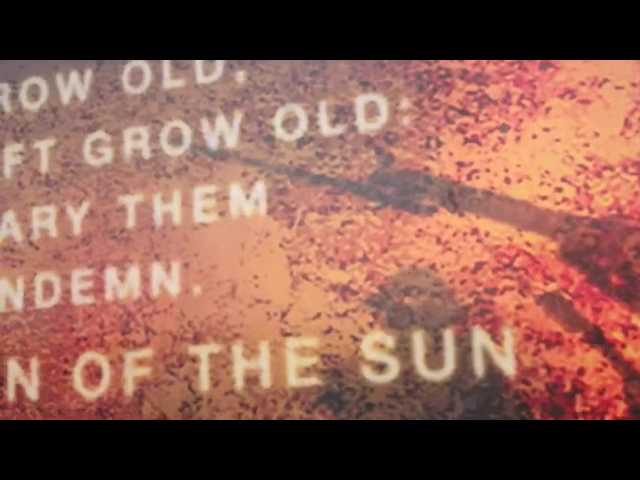 ROW OLD,
FT GROW OLD:
ARY THEM
NDEMN.
N OF THE SUN